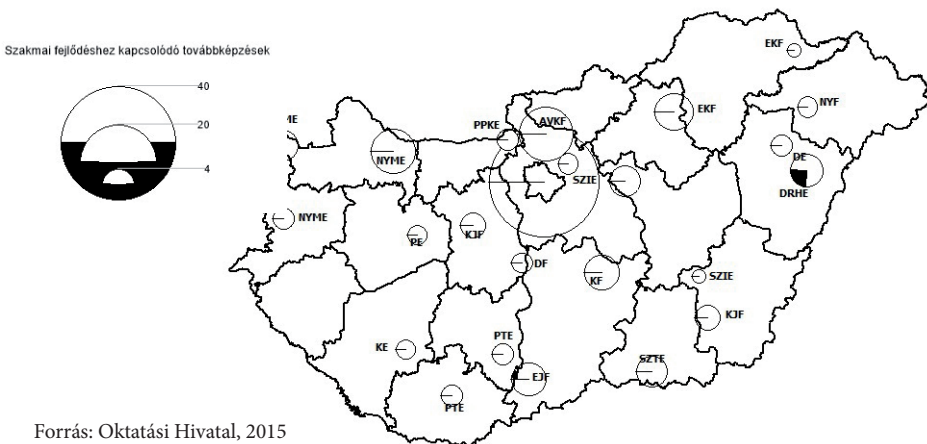 Szakmai fejlődéshez kapcsolódó továbbképzések
40
20
4
EKF
NYF
EKF
AVKF
PPKE
ME
NYME
SZIE
DE
DRHE
NYME
PE
KJF
DF
KF
SZIE
KJF
KE
PTE
SZTE
EJF
PTE
Forrás: Oktatási Hivatal, 2015